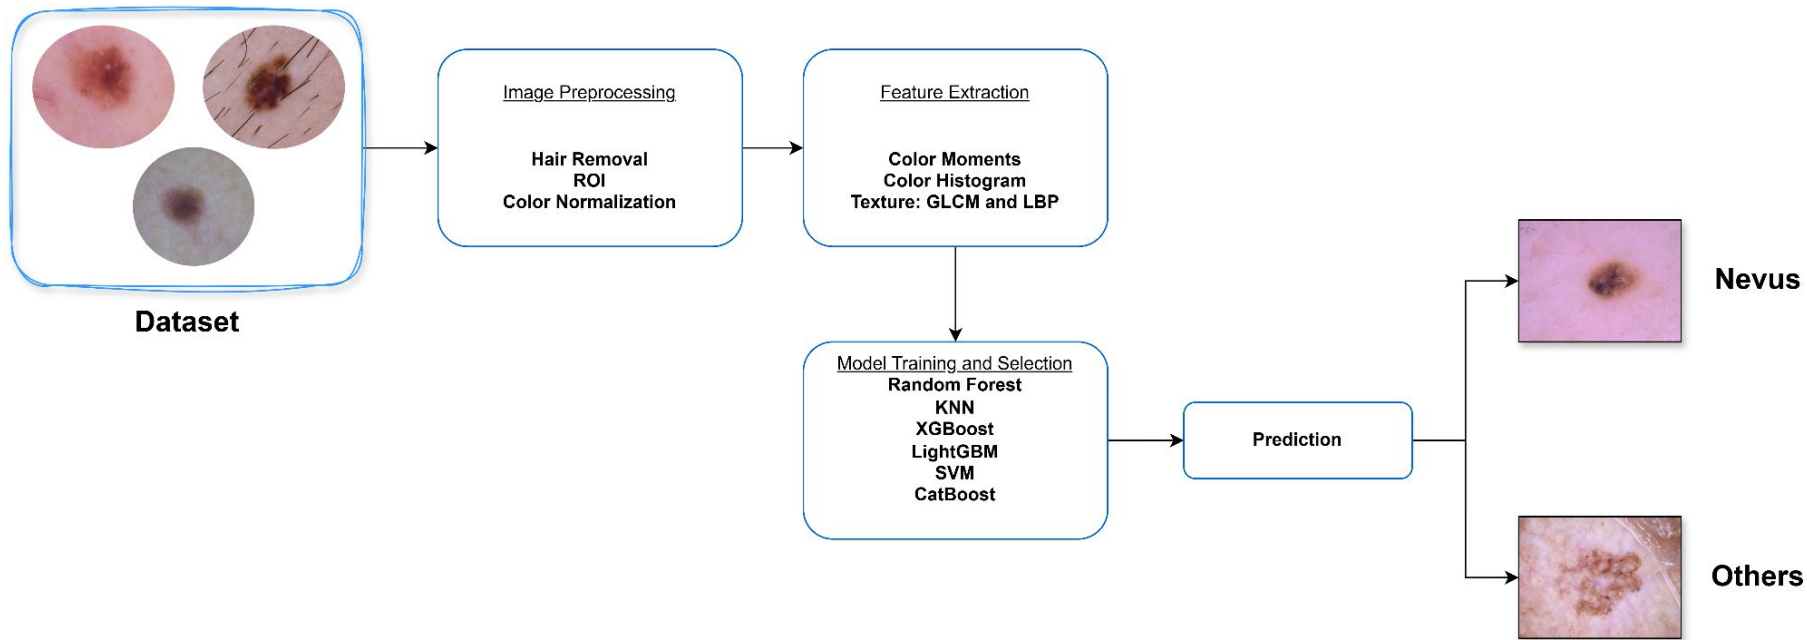 Dataset
Image Preprocessing
Hair Removal
ROI
Color Normalization
Feature Extraction
Color Moments
Color Histogram
Texture: GLCM and LBP
Model Training and Selection
Random Forest
KNN
XGBoost
LightGBM
SVM
CatBoost
Prediction
Nevus
Others